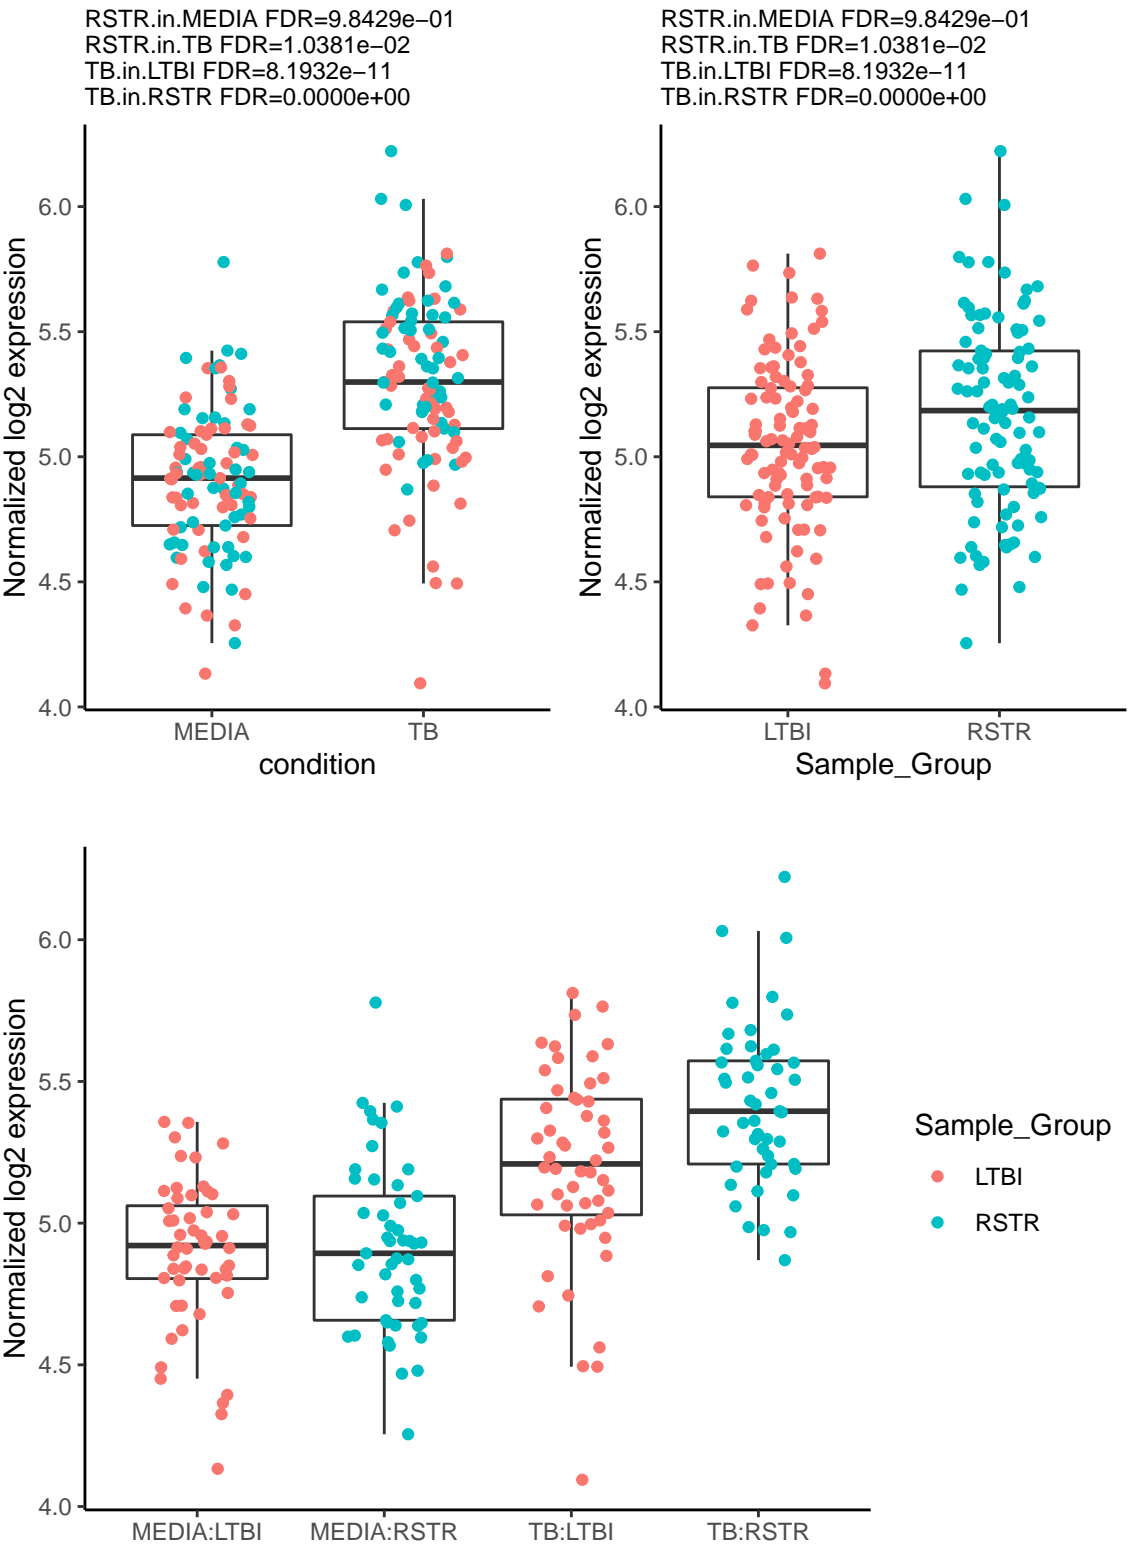 RSTR.in.MEDIA FDR=9.8429e−01
RSTR.in.TB FDR=1.0381e−02
TB.in.LTBI FDR=8.1932e−11
TB.in.RSTR FDR=0.0000e+00
Normalized log2 expression
6.0
5.5
5.0
4.5
4.0
MEDIA TB
condition
RSTR.in.MEDIA FDR=9.8429e−01
RSTR.in.TB FDR=1.0381e−02
TB.in.LTBI FDR=8.1932e−11
TB.in.RSTR FDR=0.0000e+00
Normalized log2 expression
6.0
5.5
5.0
4.5
4.0
LTBI RSTR
Sample_Group
Normalized log2 expression
6.0
5.5
5.0
4.5
4.0
MEDIA:LTBI MEDIA:RSTR TB:LTBI TB:RSTR
Sample_Group
LTBI
RSTR